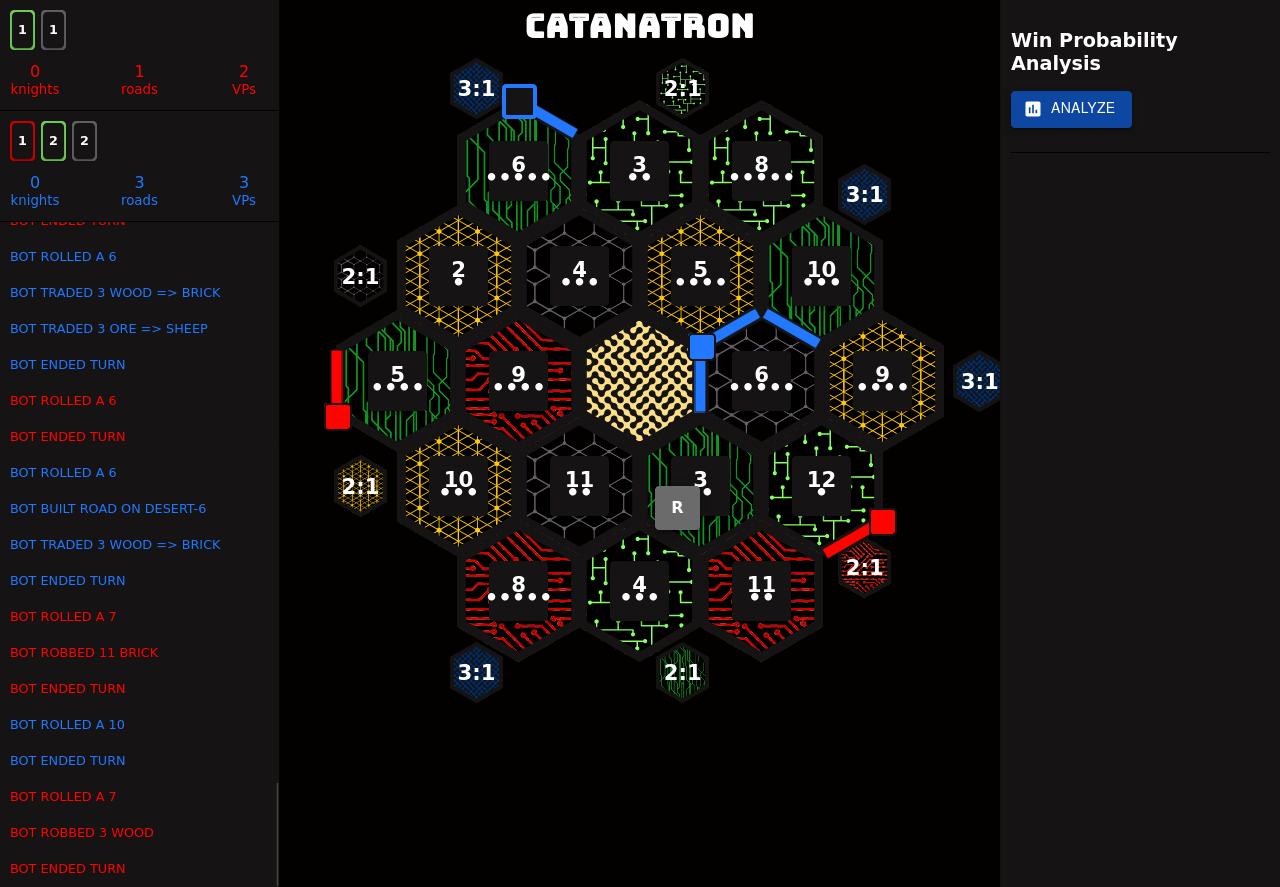 1 1
0 1 2
knights roads VPs
1 2 2
0 3 3
knights roads VPs
BOT ENDED TURN
BOT ROLLED A 6
BOT TRADED 3 WOOD => BRICK
BOT TRADED 3 ORE => SHEEP
BOT ENDED TURN
BOT ROLLED A 6
BOT ENDED TURN
BOT ROLLED A 6
BOT BUILT ROAD ON DESERT-6
BOT TRADED 3 WOOD => BRICK
BOT ENDED TURN
BOT ROLLED A 7
BOT ROBBED 11 BRICK
BOT ENDED TURN
BOT ROLLED A 10
BOT ENDED TURN
BOT ROLLED A 7
BOT ROBBED 3 WOOD
BOT ENDED TURN
CATANATRON
3:1 2:1
6 3 8
3:1
2:1 2 4 5 10
5 9 6 9 3:1
2:1 10 11 3 12
R
2:1
8 4 11
3:1 2:1
Win Probability
Analysis
ANALYZE